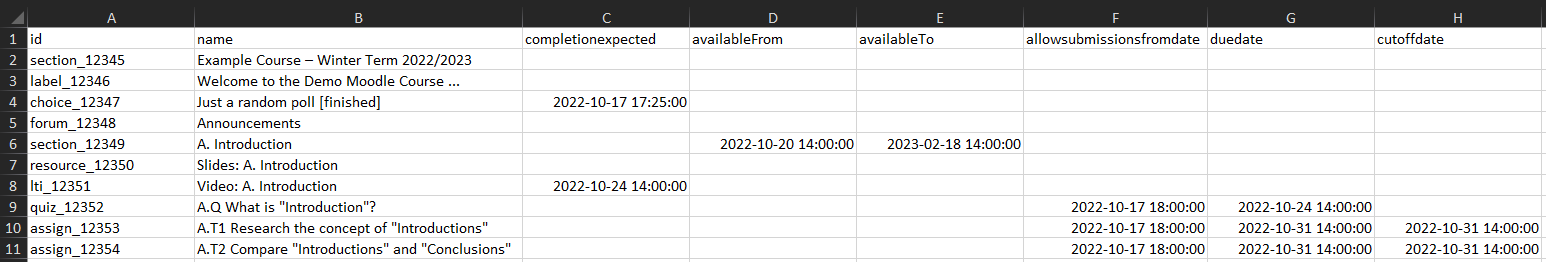 A B C D E F G H
1 id name completionexpected availableFrom availableTo allowsubmissionsfromdate duedate cutoffdate
2 section_12345 Example Course – Winter Term 2022/2023
3 label_12346 Welcome to the Demo Moodle Course ...
4 choice_12347 Just a random poll [finished] 2022-10-17 17:25:00
5 forum_12348 Announcements
6 section_12349 A. Introduction 2022-10-20 14:00:00 2023-02-18 14:00:00
7 resource_12350 Slides: A. Introduction
8 lti_12351 Video: A. Introduction 2022-10-24 14:00:00
9 quiz_12352 A.Q What is "Introduction"? 2022-10-17 18:00:00 2022-10-24 14:00:00
10 assign_12353 A.T1 Research the concept of "Introductions" 2022-10-17 18:00:00 2022-10-31 14:00:00 2022-10-31 14:00:00
11 assign_12354 A.T2 Compare "Introductions" and "Conclusions" 2022-10-17 18:00:00 2022-10-31 14:00:00 2022-10-31 14:00:00